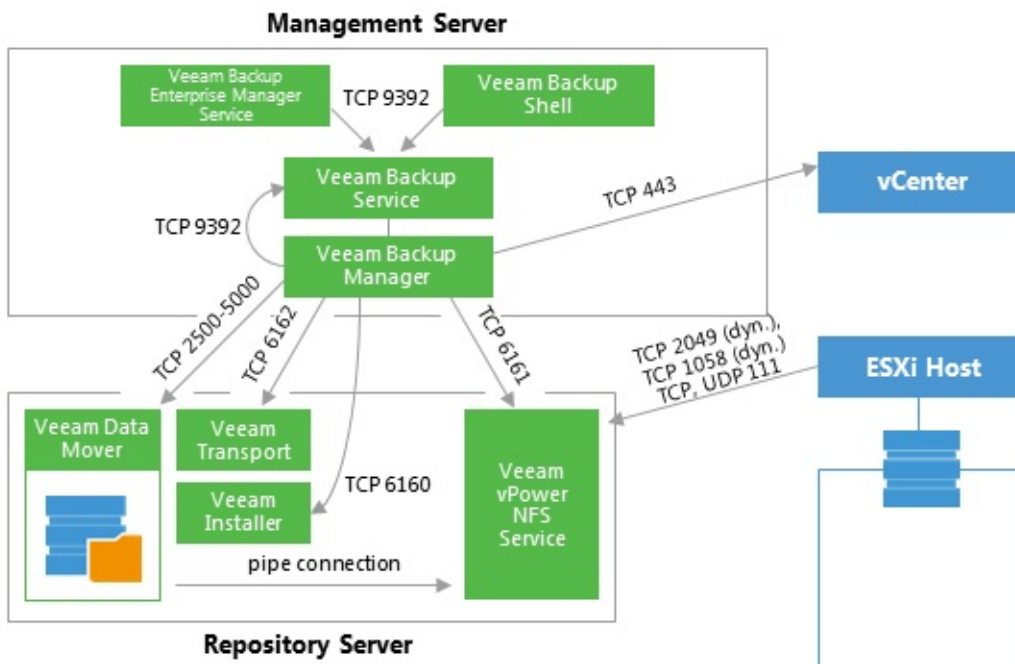 Management Server
Veeam Backup
Enterprise Manager
Service
TCP 9392
Veeam Backup
Shell
Veeam Backup
Service
TCP 9392
Veeam Backup
Manager
TCP 443
vCenter
TCP 2500-5000
TCP 6162
TCP 6161
TCP 2049 (dyn.),
TCP 1058 (dyn.)
TCP, UDP 111
ESXi Host
Veeam Data
Mover
Veeam
Transport
Veeam
Installer
TCP 6160
Veeam
vPower
NFS
Service
pipe connection
Repository Server